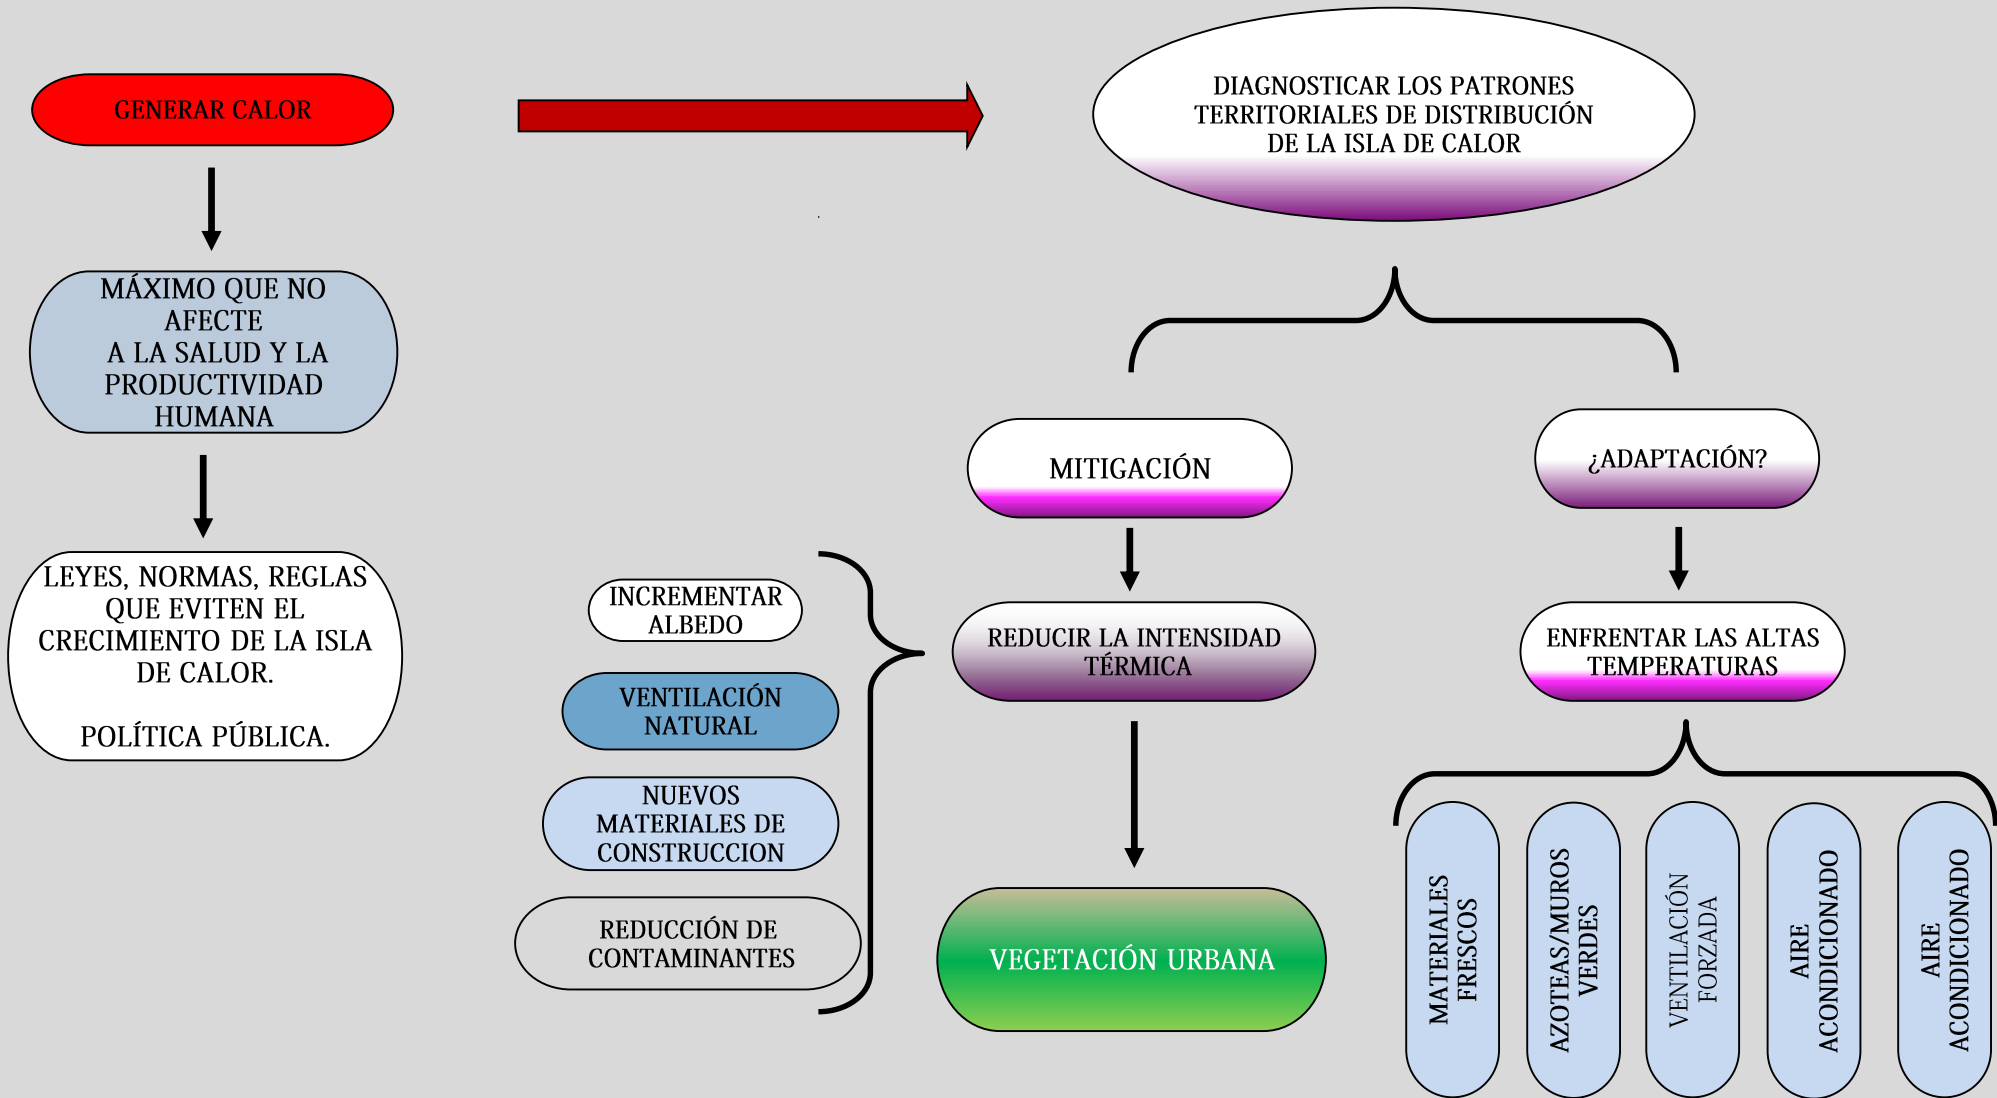 GENERAR CALOR
DIAGNOSTICAR LOS PATRONES
TERRITORIALES DE DISTRIBUCIÓN
DE LA ISLA DE CALOR
MÁXIMO QUE NO
AFECTE
A LA SALUD Y LA
PRODUCTIVIDAD
HUMANA
LEYES, NORMAS, REGLAS
QUE EVITEN EL
CRECIMIENTO DE LA ISLA
DE CALOR.
POLÍTICA PÚBLICA.
MITIGACIÓN
¿ADAPTACIÓN?
INCREMENTAR
ALBEDO
VENTILACIÓN
NATURAL
NUEVOS
MATERIALES DE
CONSTRUCCION
REDUCCIÓN DE
CONTAMINANTES
REDUCIR LA INTENSIDAD
TÉRMICA
VEGETACIÓN URBANA
ENFRENTAR LAS ALTAS
TEMPERATURAS
MATERIALES
FRESCOS
AZOTEAS/MUROS
VERDES
VENTILACIÓN
FORZADA
AIRE
ACONDICIONADO
AIRE
ACONDICIONADO